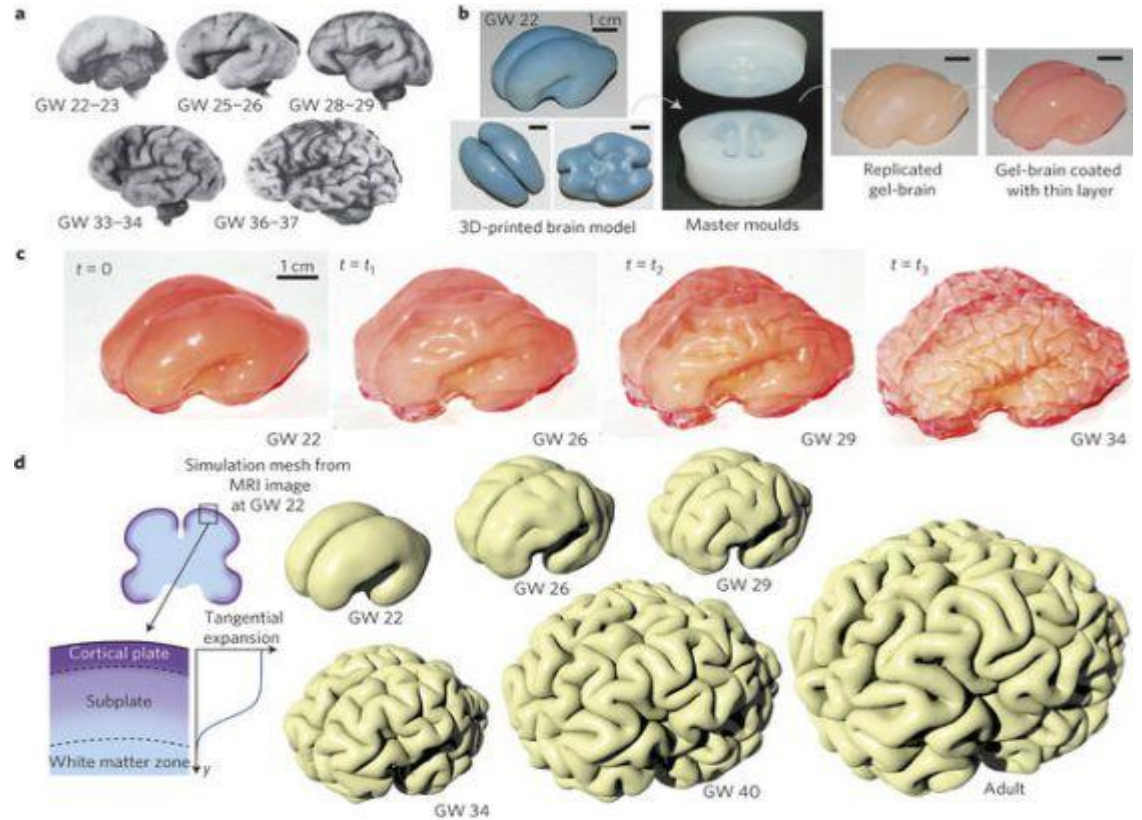 a
GW 22–23
GW 25–26
GW 28–29
GW 33–34
GW 36–37
b
GW 22
1 cm
3D-printed brain model
Master moulds
Replicated
gel-brain
Gel-brain coated
with thin layer
c
t = 0
1 cm
GW 22
t = t₁
GW 26
t = t₂
GW 29
t = t₃
GW 34
d
Simulation mesh from
MRI image
at GW 22
Tangential
expansion
Cortical plate
Subplate
White matter zone
y
GW 22
GW 26
GW 29
GW 34
GW 40
Adult